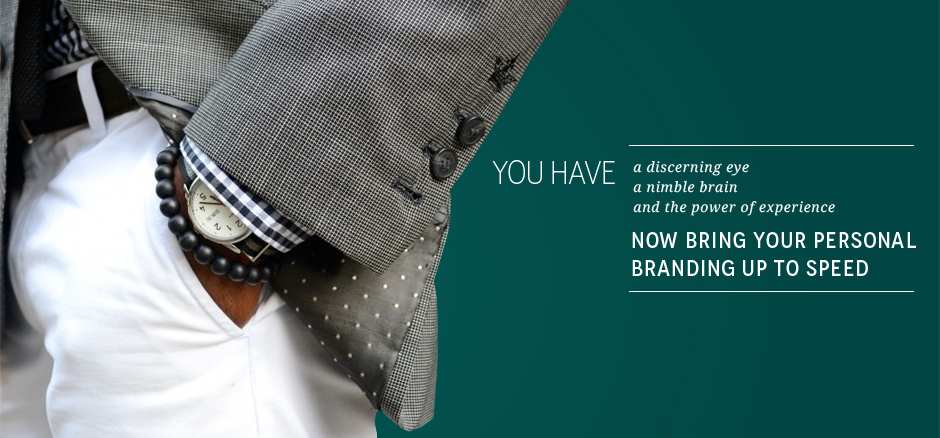 YOU HAVE
a discerning eye
a nimble brain
and the power of experience
NOW BRING YOUR PERSONAL
BRANDING UP TO SPEED